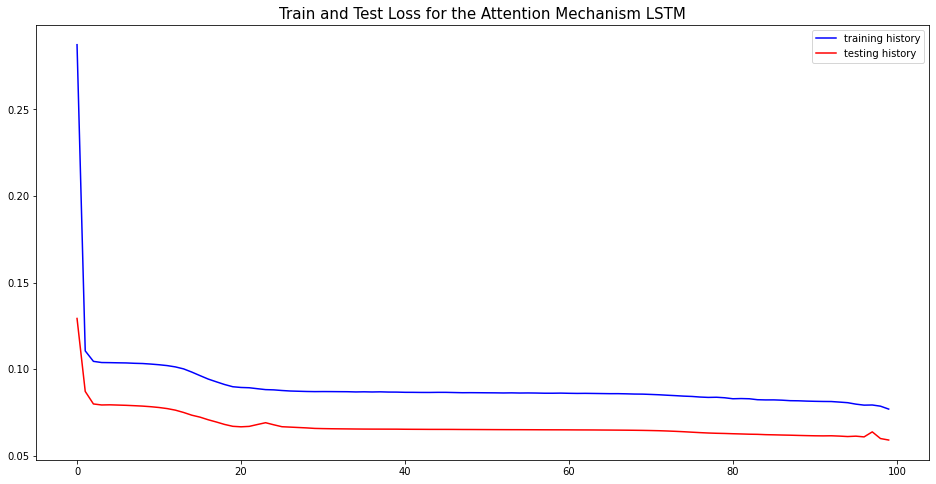 Train and Test Loss for the Attention Mechanism LSTM
training history
testing history
0.25
0.20
0.15
0.10
0.05
0 20 40 60 80 100